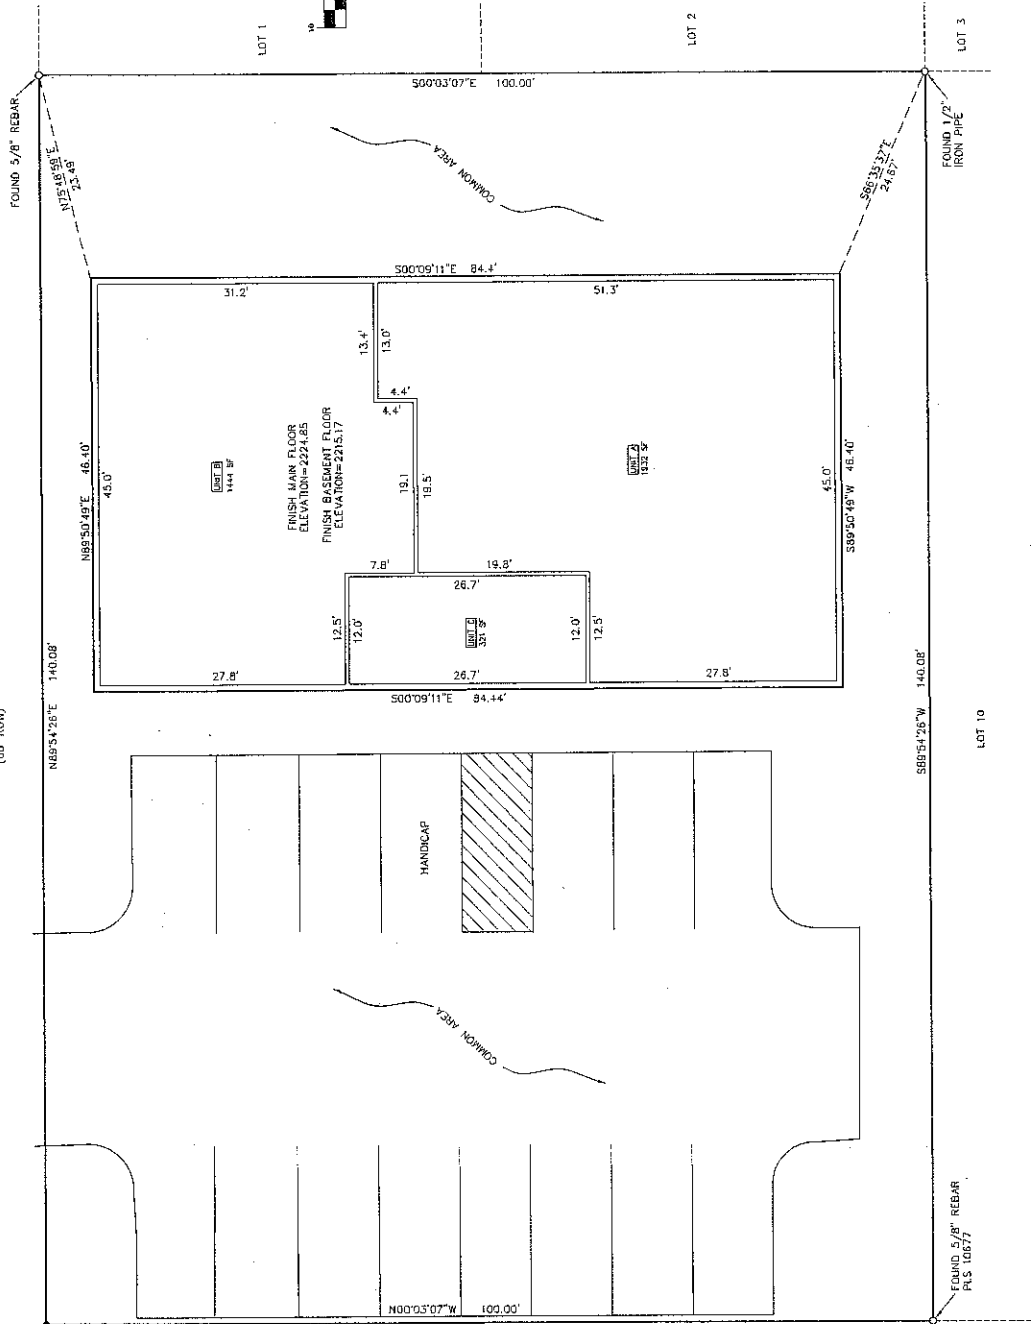 LOT 1
LOT 2
LOT 3
10
FOUND 5/8" REBAR
S00°03'07"E 100.00'
FOUND 1/2"
IRON PIPE
N75°48'59"E
23.49'
COMMON AREA
S66°35'37"E
24.67'
S00°09'11"E 84.4'
31.2'
51.3'
13.4'
13.0'
4.4'
4.4'
N89°50'49"E 46.40'
45.0'
UNIT B
1444 SF
FINISH MAIN FLOOR
ELEVATION=2224.85
FINISH BASEMENT FLOOR
ELEVATION=2215.17
19.1
19.5'
UNIT A
1932 SF
45.0'
S89°50'49"W 46.40'
7.8'
19.8'
26.7'
12.5'
12.0'
UNIT C
321 SF
12.0'
12.5'
27.8'
26.7'
27.8'
S00°09'11"E 84.44'
N89°54'26"E 140.08'
S89°54'26"W 140.08'
LOT 10
HANDICAP
COMMON AREA
N00°03'07"W 100.00'
FOUND 5/8" REBAR
PLS 10677